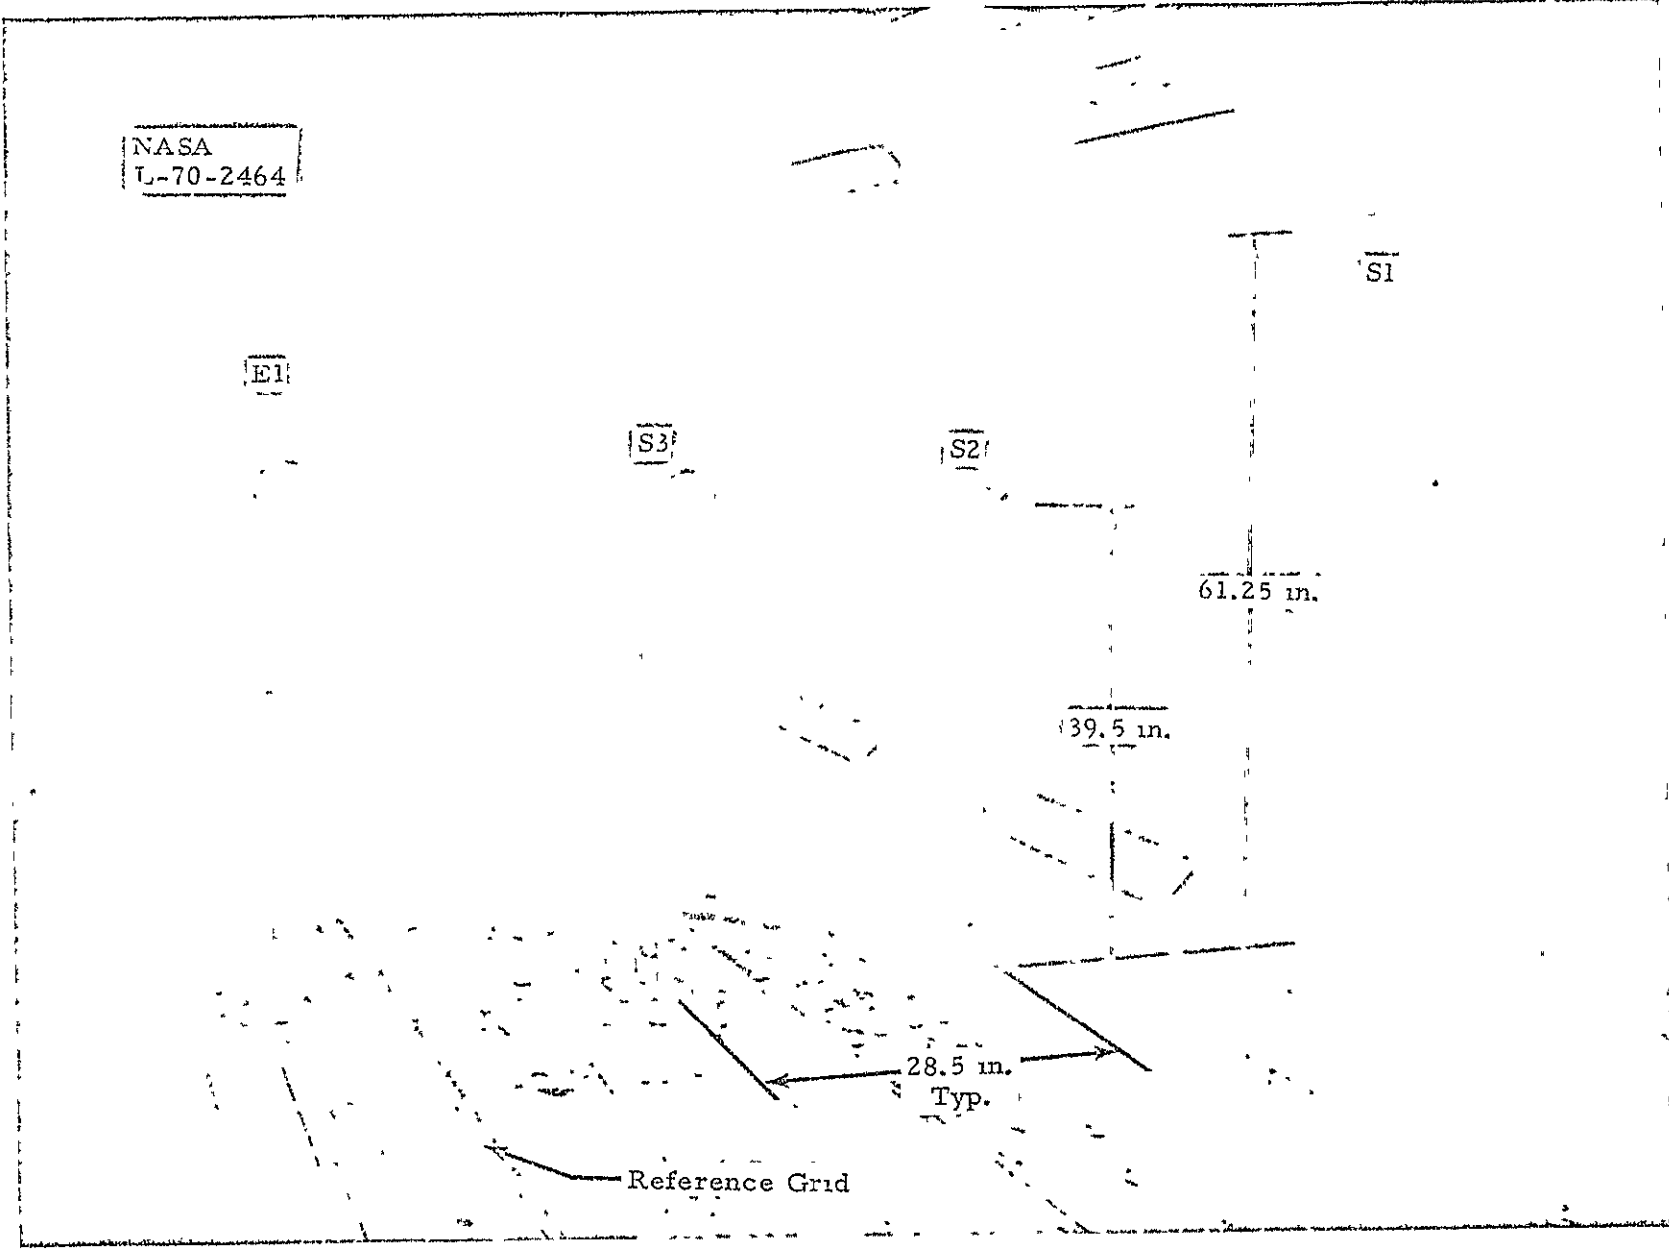 NASA
L-70-2464
S1
E1
S3
S2
61.25 in.
39.5 in.
28.5 in.
Typ.
Reference Grid